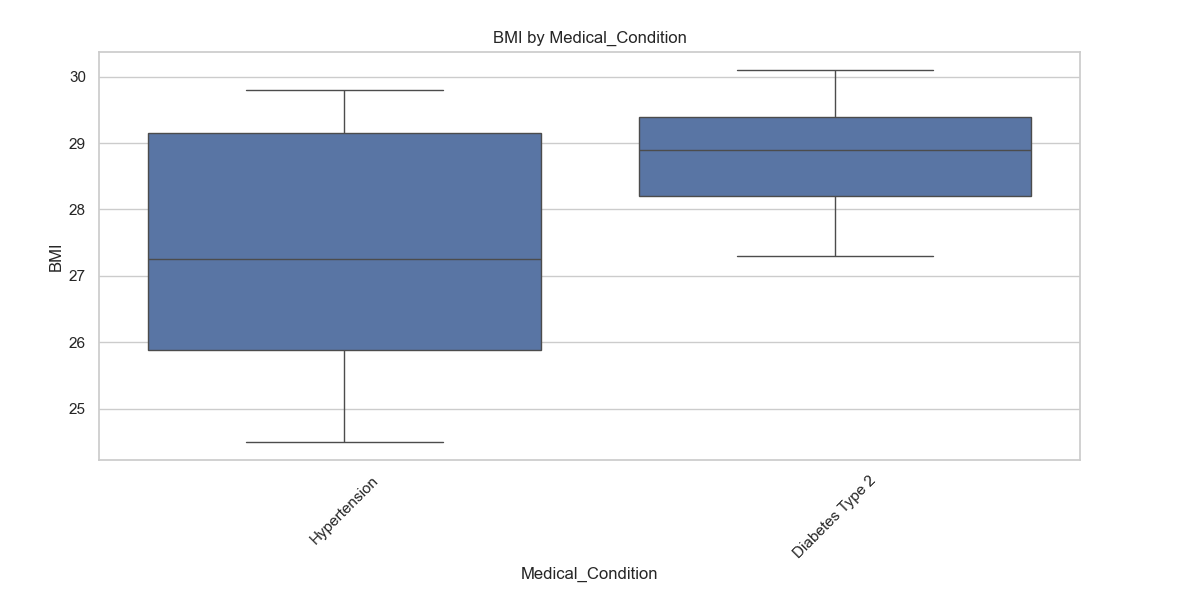 BMI by Medical_Condition
BMI
30
29
28
27
26
25
Hypertension
Diabetes Type 2
Medical_Condition